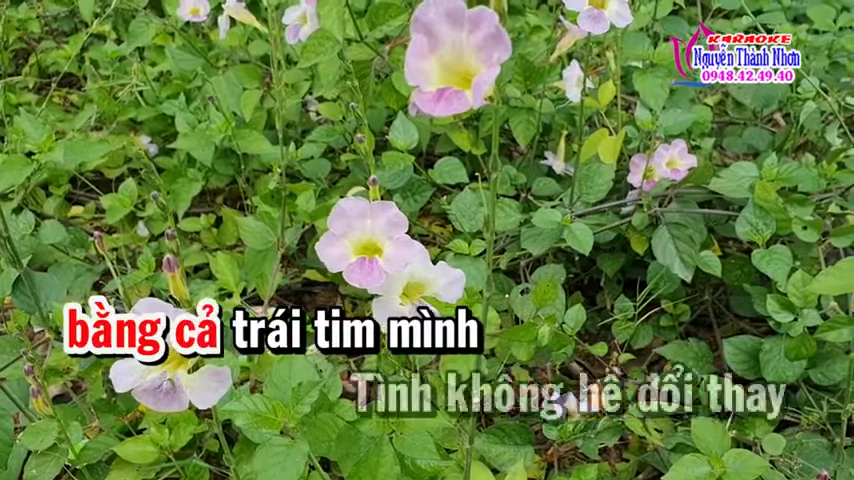 KARAOKE
Nguyễn Thành Nhơn
0948.42.49.40
bằng cả trái tim mình
Tình không hề đổi thay